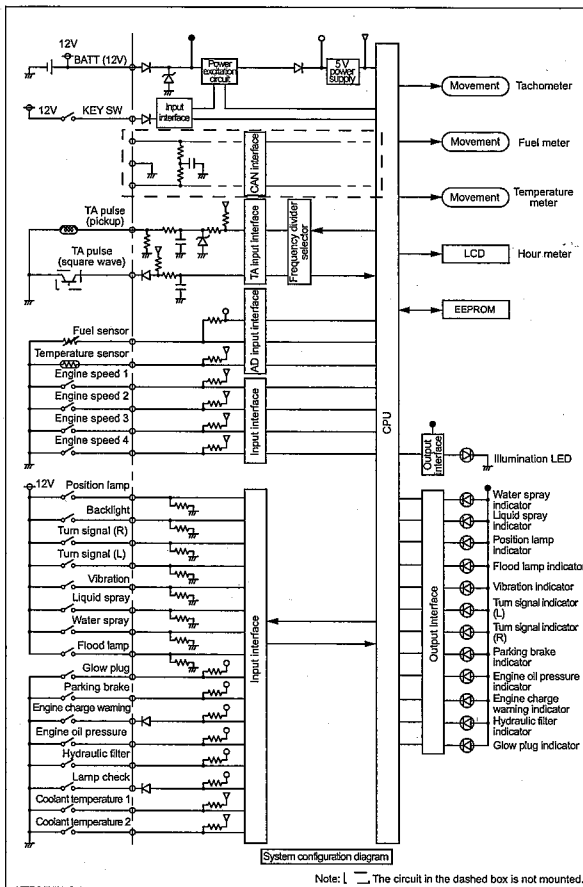 12V
BATT (12V)
Power
excitation
circuit
5 V
power
supply
12V
KEY SW
Input
interface
CAN interface
TA pulse
(pickup)
TA input interface
Frequency divider
selector
TA pulse
(square wave)
Fuel sensor
AD input interface
Temperature sensor
Engine speed 1
Engine speed 2
Engine speed 3
Engine speed 4
Input interface
CPU
Movement
Tachometer
Movement
Fuel meter
Movement
Temperature
meter
LCD
Hour meter
EEPROM
Output
interface
Illumination LED
12V
Position lamp
Backlight
Turn signal (R)
Turn signal (L)
Vibration
Liquid spray
Water spray
Flood lamp
Glow plug
Parking brake
Engine charge warning
Engine oil pressure
Hydraulic filter
Lamp check
Coolant temperature 1
Coolant temperature 2
Input interface
Output Interface
Water spray
indicator
Liquid spray
indicator
Position lamp
indicator
Flood lamp indicator
Vibration indicator
Turn signal indicator
(L)
Turn signal indicator
(R)
Parking brake
indicator
Engine oil pressure
indicator
Engine charge
warning indicator
Hydraulic filter
indicator
Glow plug indicator
System configuration diagram
Note: The circuit in the dashed box is not mounted.